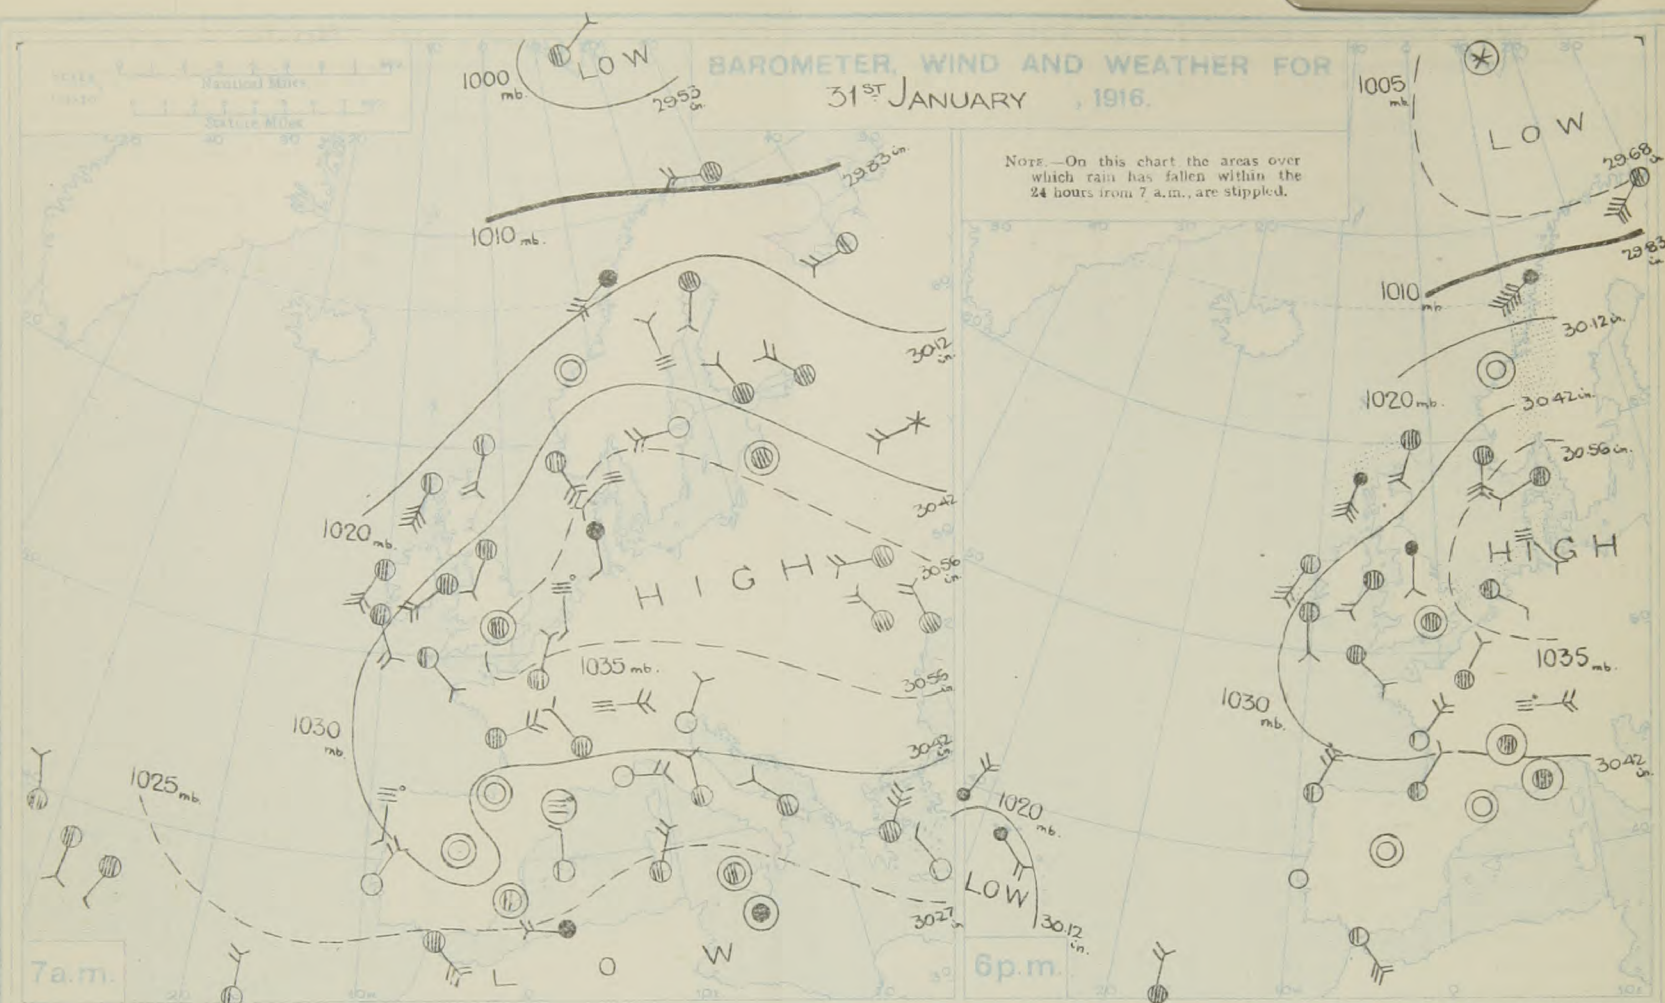 BAROMETER, WIND AND WEATHER FOR
31ST JANUARY , 1916.
Nautical Miles
Statute Miles
NOTE.—On this chart the areas over
which rain has fallen within the
24 hours from 7 a.m., are stippled.
LOW
1000 mb.
29.53 in.
29.83 in.
1010 mb.
30.12 in.
1020 mb.
30.42
30.56 in.
HIGH
1035 mb.
30.55 in.
1030 mb.
30.42 in.
1025 mb.
30.27 in.
LOW
7a.m.
1005 mb.
LOW
29.68 in.
29.83 in.
1010 mb.
30.12 in.
1020 mb.
30.42 in.
30.56 in.
HIGH
1035 mb.
1030 mb.
30.42 in.
1020 mb.
LOW
30.12 in.
6p.m.